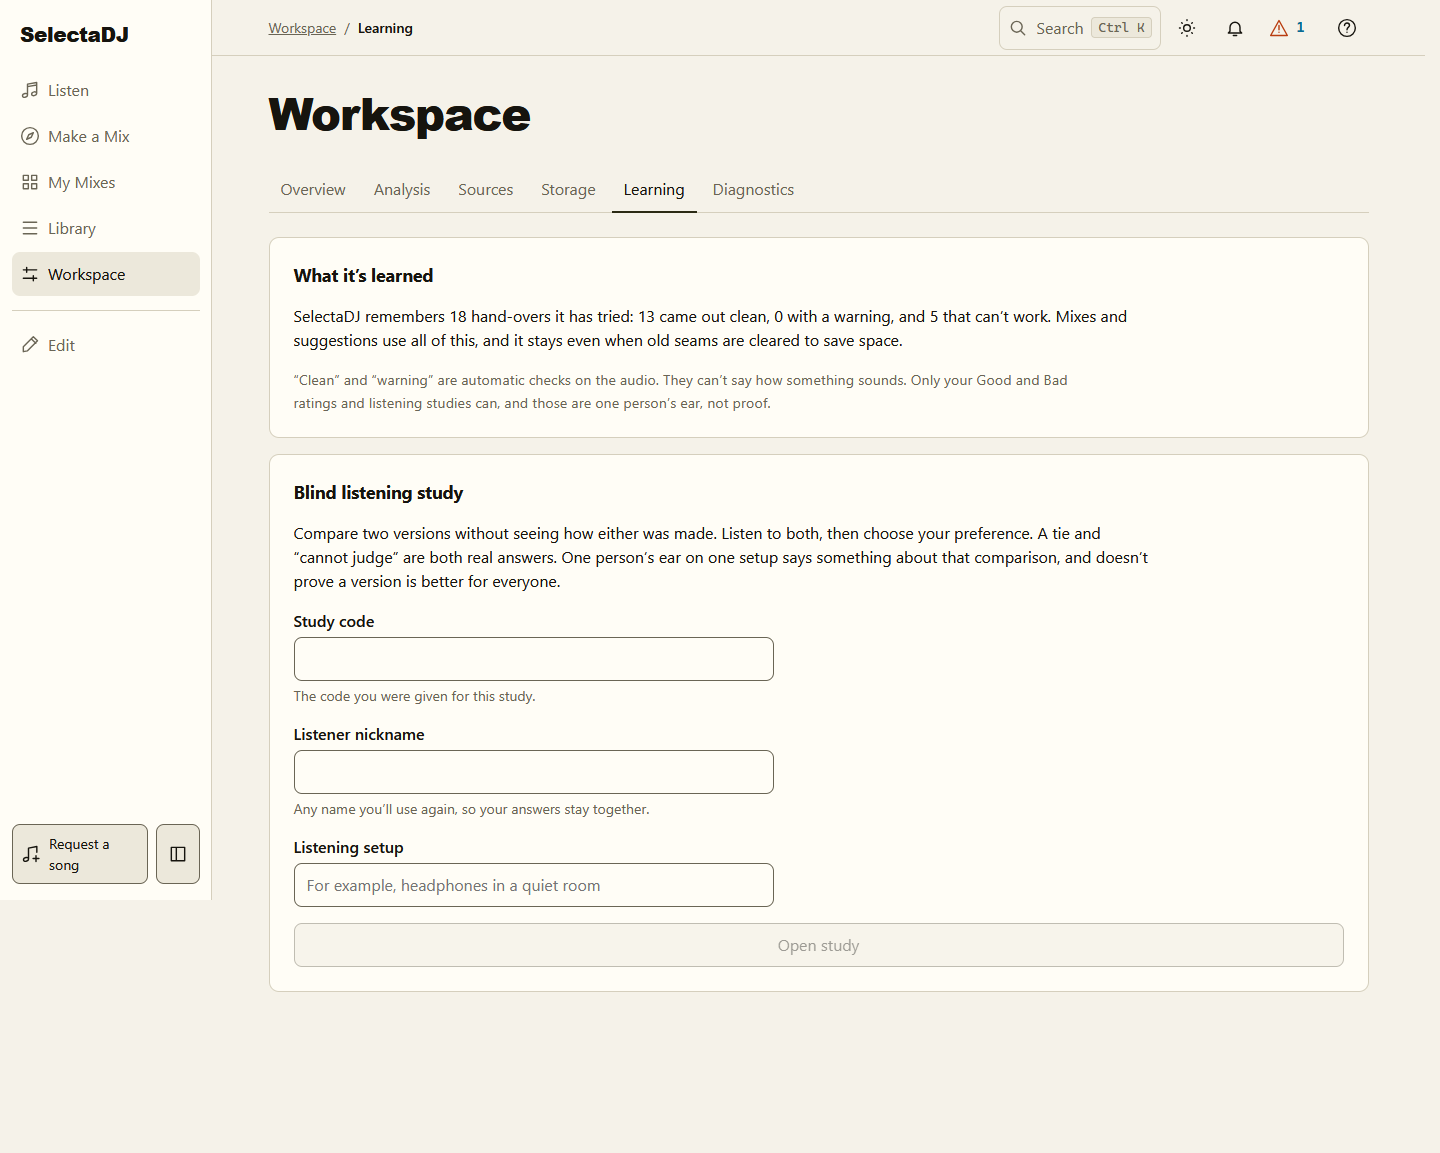 SelectaDJ
Listen
Make a Mix
My Mixes
Library
Workspace
Edit
Request a
song
Workspace / Learning
Search Ctrl K
1
Workspace
Overview Analysis Sources Storage Learning Diagnostics
What it’s learned
SelectaDJ remembers 18 hand-overs it has tried: 13 came out clean, 0 with a warning, and 5 that can’t work. Mixes and
suggestions use all of this, and it stays even when old seams are cleared to save space.
“Clean” and “warning” are automatic checks on the audio. They can’t say how something sounds. Only your Good and Bad
ratings and listening studies can, and those are one person’s ear, not proof.
Blind listening study
Compare two versions without seeing how either was made. Listen to both, then choose your preference. A tie and
“cannot judge” are both real answers. One person’s ear on one setup says something about that comparison, and doesn’t
prove a version is better for everyone.
Study code
The code you were given for this study.
Listener nickname
Any name you’ll use again, so your answers stay together.
Listening setup
For example, headphones in a quiet room
Open study